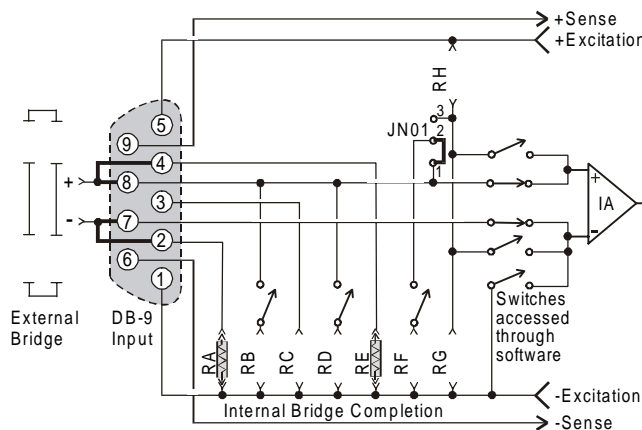 +Sense
+Excitation
RH
3
JN01
2
1
5
9
4
+
8
3
-
7
2
6
1
+
IA
-
External
Bridge
DB-9
Input
RA
RB
RC
RD
RE
RF
RG
Switches
accessed
through
software
Internal Bridge Completion
-Excitation
-Sense